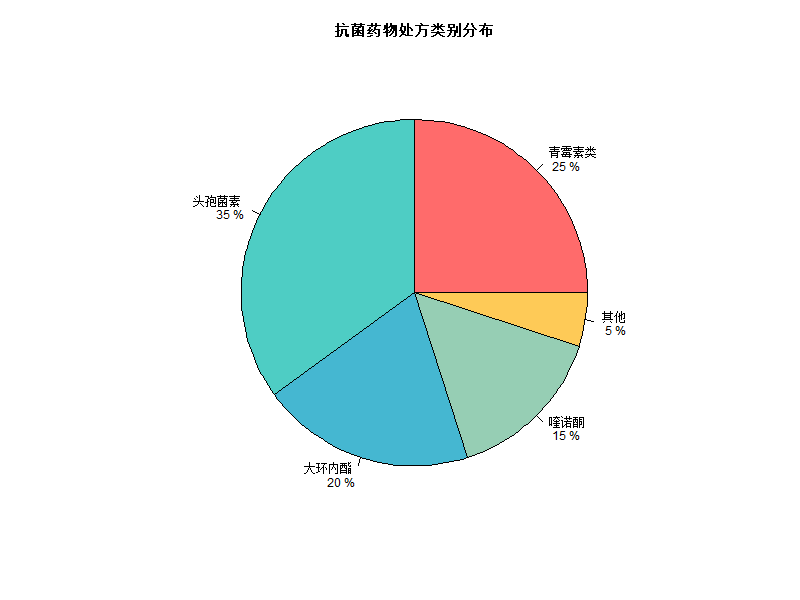 抗菌药物处方类别分布
青霉素类
25 %
头孢菌素
35 %
其他
5 %
喹诺酮
15 %
大环内酯
20 %